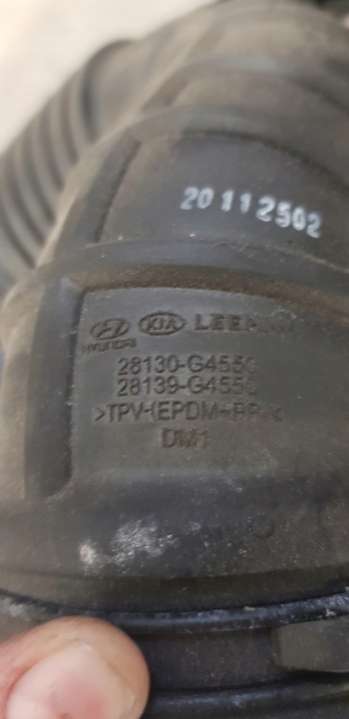 20112502
HYUNDAI KIA
28130-G4550
28139-G4550
>TPV-(EPDM+PP)<
DM1